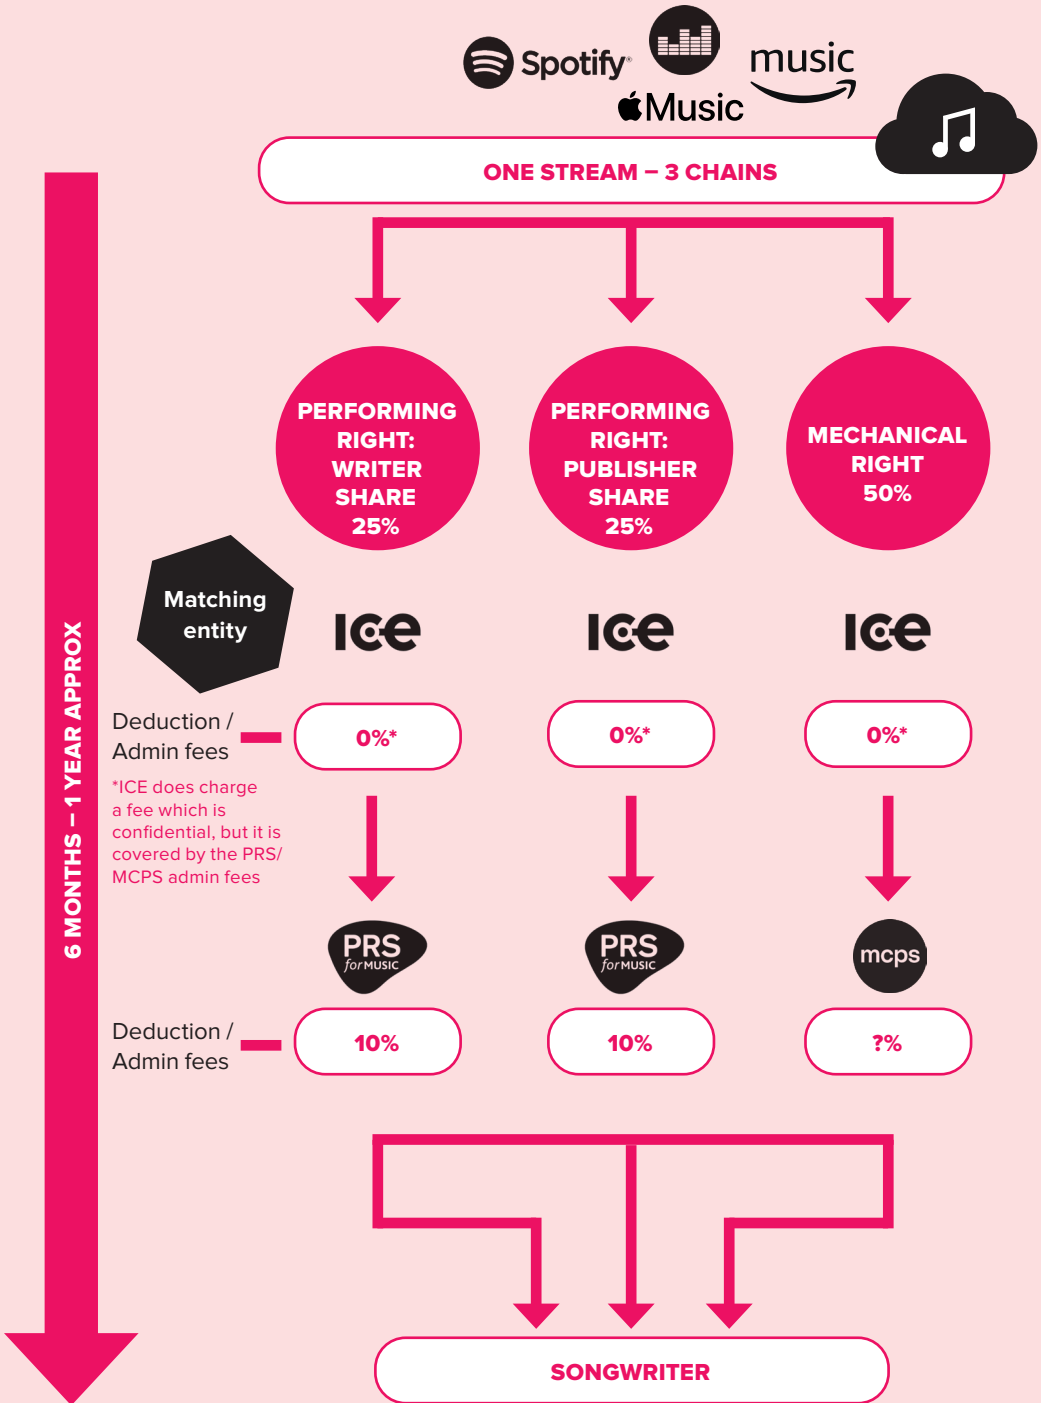 Spotify®
music
Music
ONE STREAM – 3 CHAINS
PERFORMING
RIGHT:
WRITER
SHARE
25%
PERFORMING
RIGHT:
PUBLISHER
SHARE
25%
MECHANICAL
RIGHT
50%
Matching
entity
ICE
ICE
ICE
Deduction /
Admin fees
0%*
0%*
0%*
*ICE does charge
a fee which is
confidential, but it is
covered by the PRS/
MCPS admin fees
6 MONTHS – 1 YEAR APPROX
PRS
for MUSIC
PRS
for MUSIC
mcps
Deduction /
Admin fees
10%
10%
?%
SONGWRITER